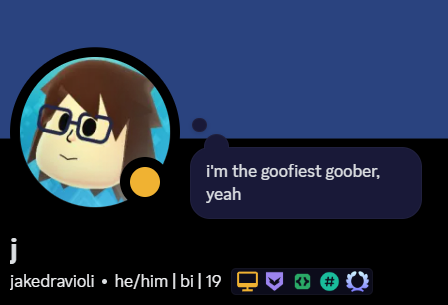 i'm the goofiest goober,
yeah
j
jakedravioli • he/him | bi | 19